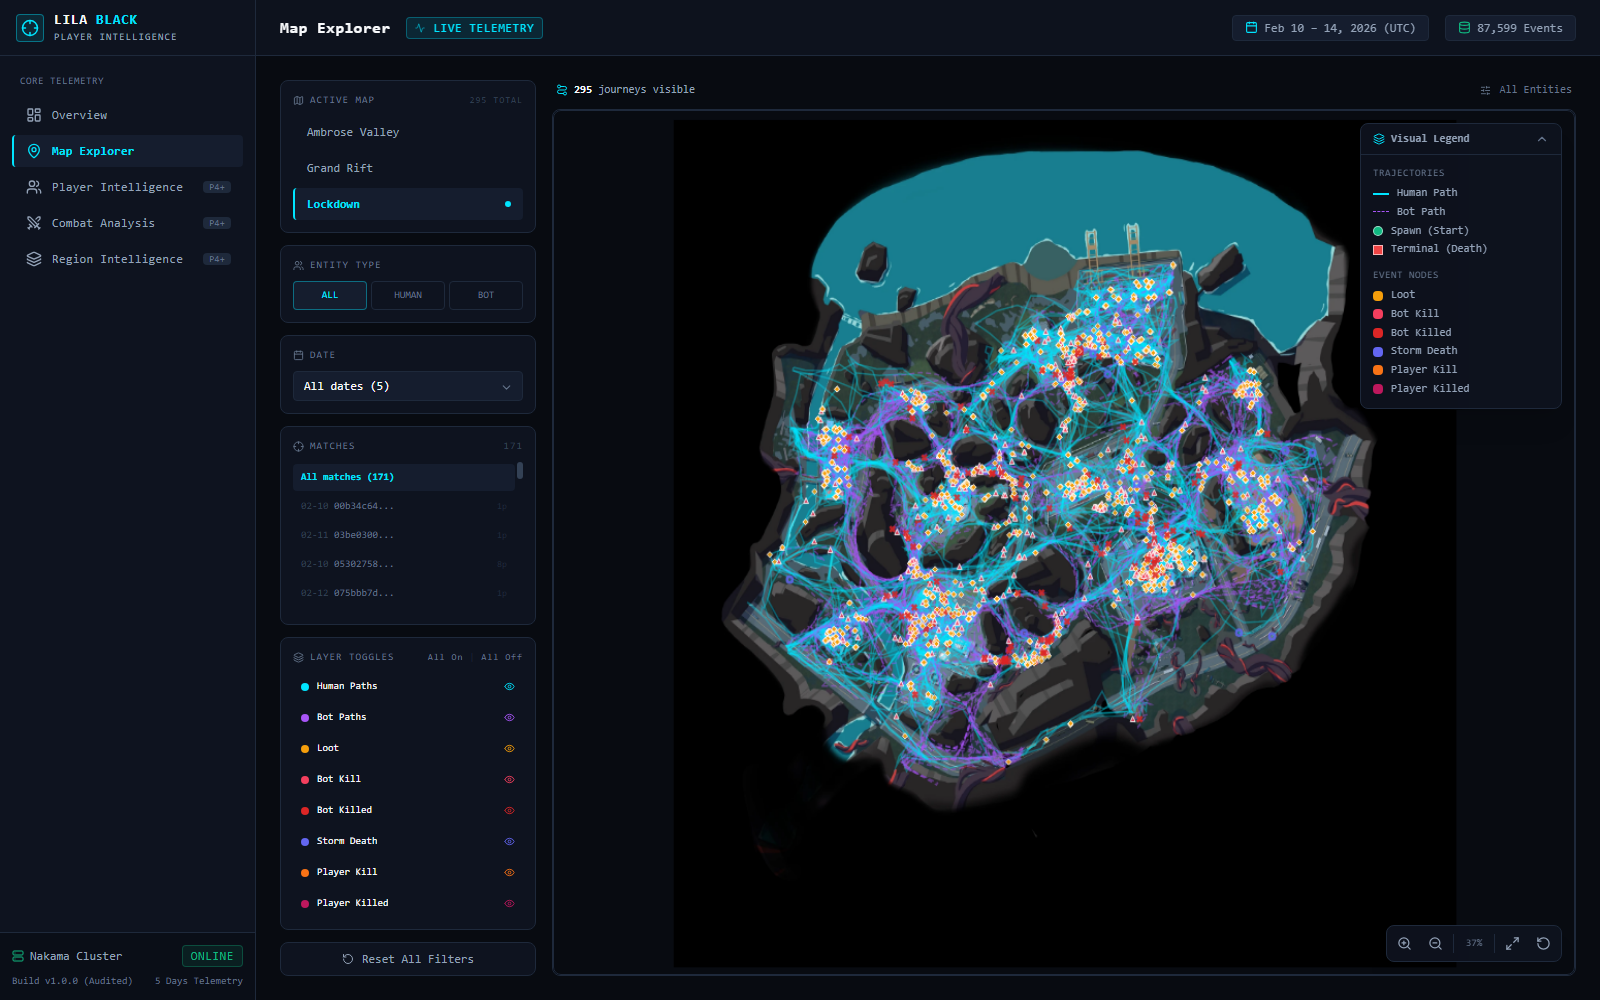 LILA BLACK
PLAYER INTELLIGENCE
CORE TELEMETRY
Overview
Map Explorer
Player Intelligence P4+
Combat Analysis P4+
Region Intelligence P4+
Nakama Cluster ONLINE
Build v1.0.0 (Audited) 5 Days Telemetry
Map Explorer LIVE TELEMETRY
Feb 10 – 14, 2026 (UTC) 87,599 Events
ACTIVE MAP 295 TOTAL
Ambrose Valley
Grand Rift
Lockdown
ENTITY TYPE
ALL HUMAN BOT
DATE
All dates (5)
MATCHES 171
All matches (171)
02-10 00b34c64...
02-11 03be0300...
02-10 05302758...
02-12 075bbb7d...
LAYER TOGGLES All On All Off
Human Paths
Bot Paths
Loot
Bot Kill
Bot Killed
Storm Death
Player Kill
Player Killed
Reset All Filters
295 journeys visible All Entities
Visual Legend
TRAJECTORIES
Human Path
Bot Path
Spawn (Start)
Terminal (Death)
EVENT NODES
Loot
Bot Kill
Bot Killed
Storm Death
Player Kill
Player Killed
37%